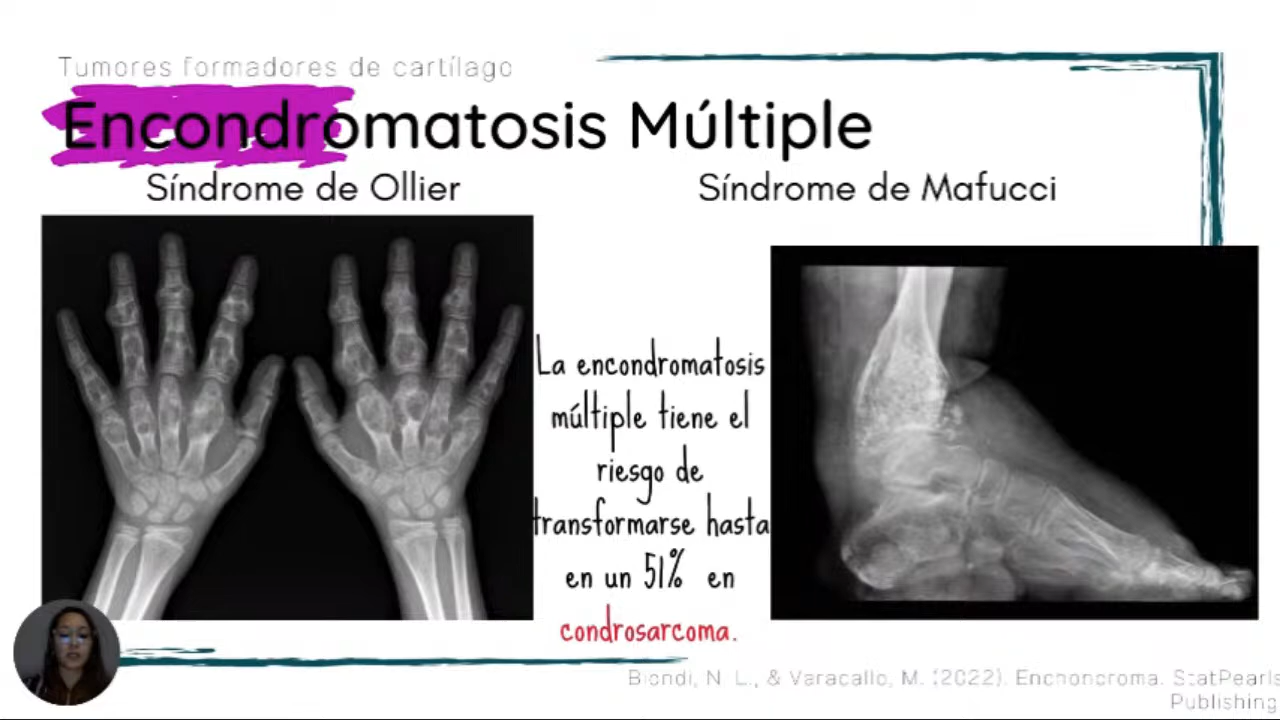 Tumores formadores de cartílago
Encondromatosis Múltiple
Síndrome de Ollier
Síndrome de Mafucci
La encondromatosis
múltiple tiene el
riesgo de
transformarse hasta
en un 51% en
condrosarcoma.
Biondi, N. L., & Varacallo, M. (2022). Enchoncroma. StatPearls
Publishing